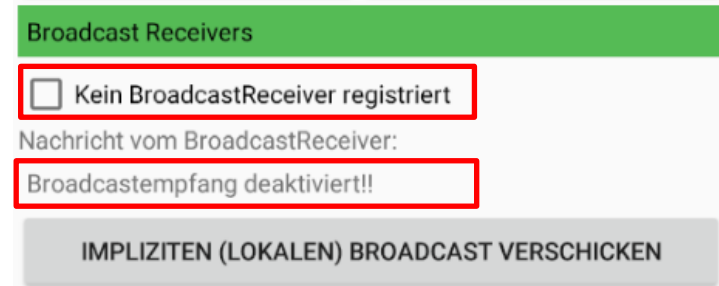 Broadcast Receivers
Kein BroadcastReceiver registriert
Nachricht vom BroadcastReceiver:
Broadcastempfang deaktiviert!!
IMPLIZITEN (LOKALEN) BROADCAST VERSCHICKEN